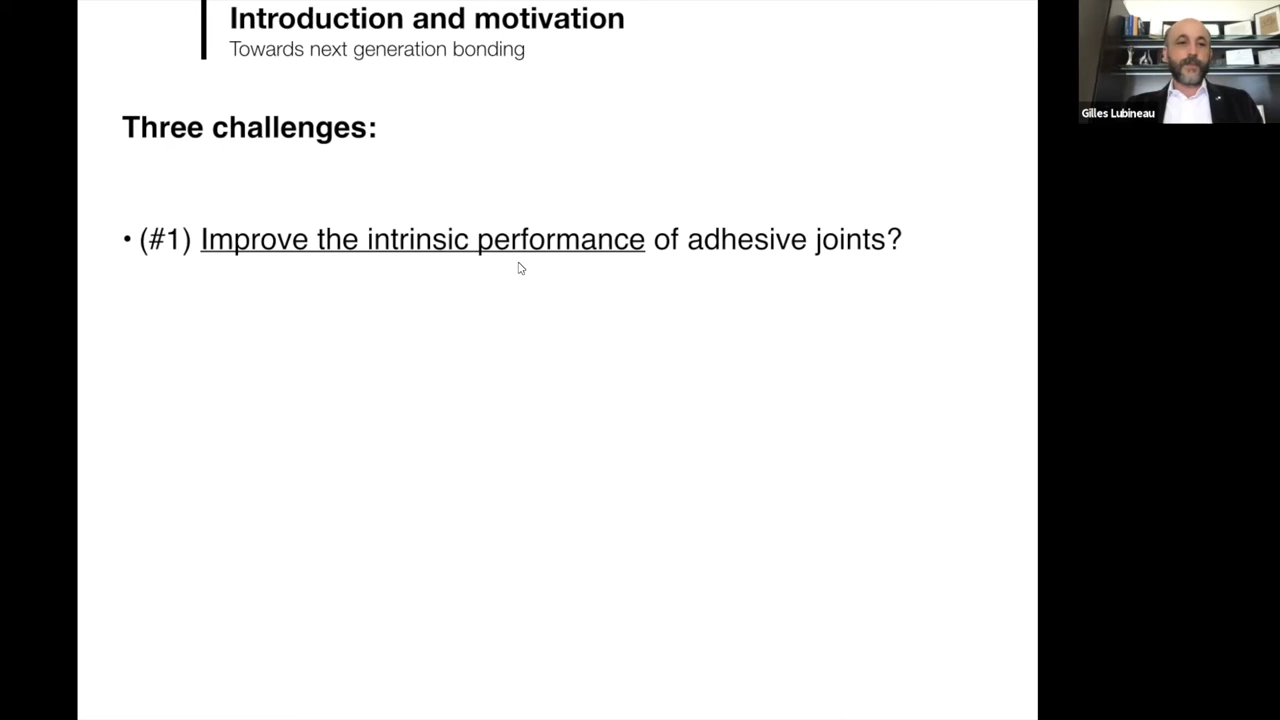 Introduction and motivation
Towards next generation bonding
Three challenges:
• (#1) Improve the intrinsic performance of adhesive joints?
Gilles Lubineau